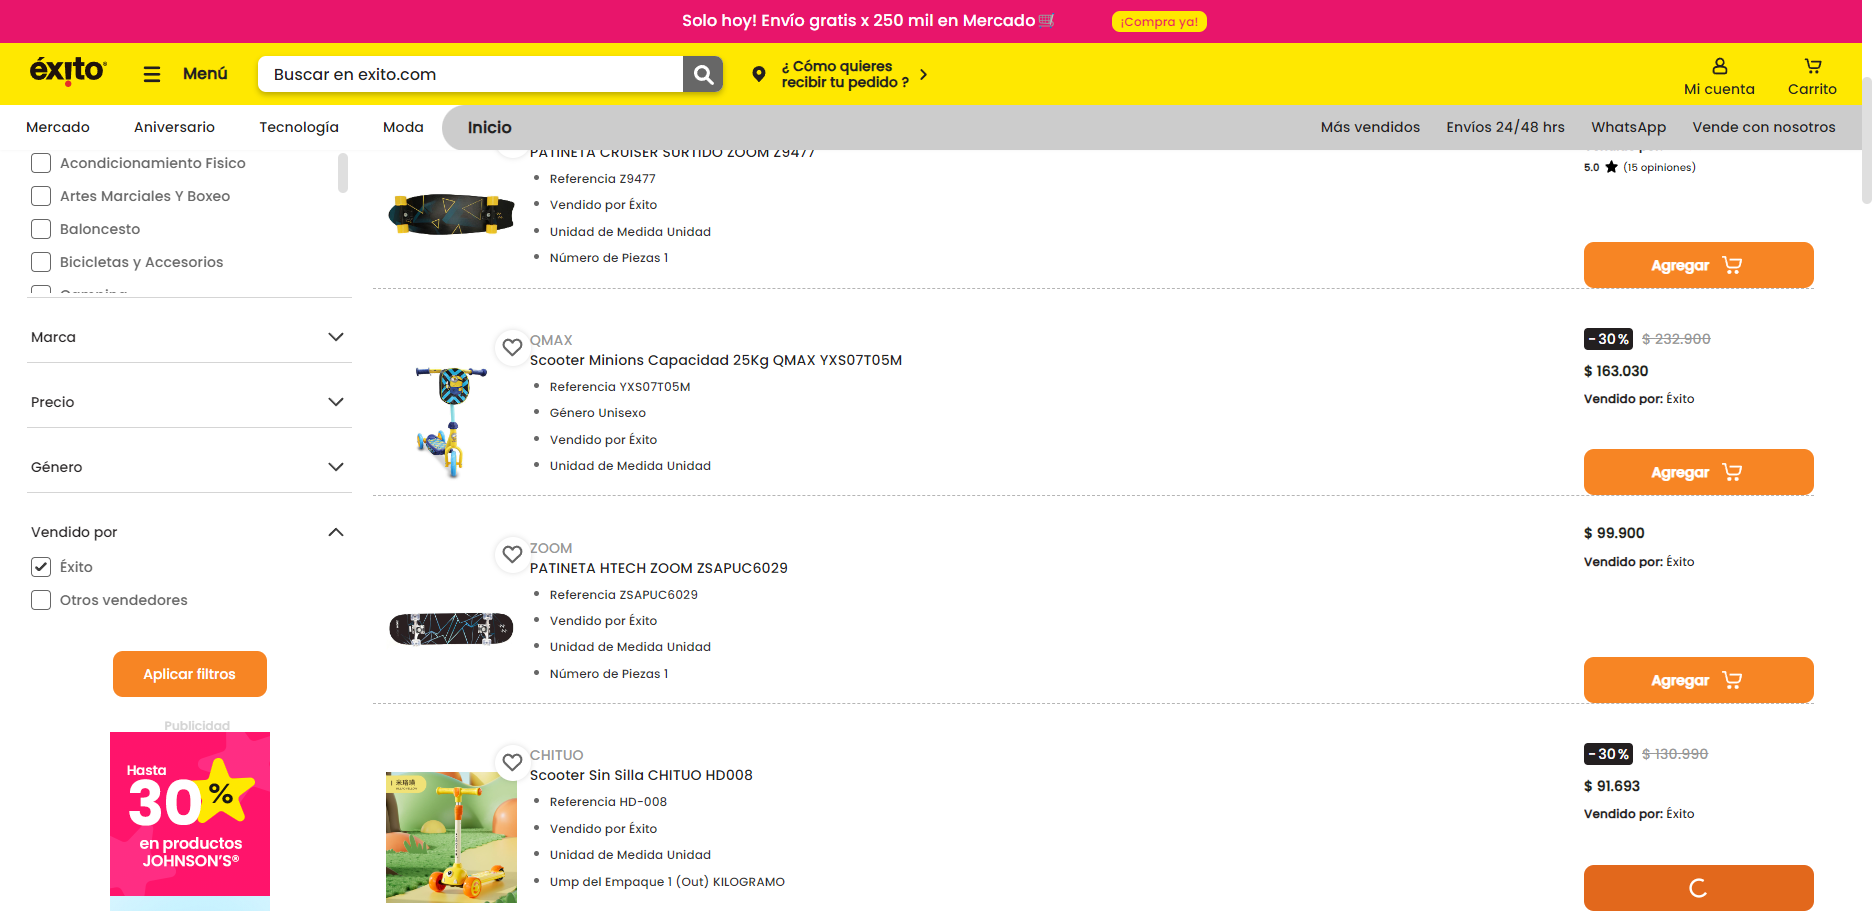 Solo hoy! Envío gratis x 250 mil en Mercado
¡Compra ya!
éxito
Menú
Buscar en exito.com
¿ Cómo quieres
recibir tu pedido ?
Mi cuenta
Carrito
Mercado
Aniversario
Tecnología
Moda
Inicio
Más vendidos
Envíos 24/48 hrs
WhatsApp
Vende con nosotros
Acondicionamiento Fisico
Artes Marciales Y Boxeo
Baloncesto
Bicicletas y Accesorios
Camping
Marca
Precio
Género
Vendido por
Éxito
Otros vendedores
Aplicar filtros
Publicidad
Hasta
30%
en productos
JOHNSON'S®
PATINETA CRUISER SURTIDO ZOOM Z9477
Referencia Z9477
Vendido por Éxito
Unidad de Medida Unidad
Número de Piezas 1
5.0 (15 opiniones)
Agregar
QMAX
Scooter Minions Capacidad 25Kg QMAX YXS07T05M
Referencia YXS07T05M
Género Unisexo
Vendido por Éxito
Unidad de Medida Unidad
-30% $ 232.900
$ 163.030
Vendido por: Éxito
Agregar
ZOOM
PATINETA HTECH ZOOM ZSAPUC6029
Referencia ZSAPUC6029
Vendido por Éxito
Unidad de Medida Unidad
Número de Piezas 1
$ 99.900
Vendido por: Éxito
Agregar
CHITUO
Scooter Sin Silla CHITUO HD008
Referencia HD-008
Vendido por Éxito
Unidad de Medida Unidad
Ump del Empaque 1 (Out) KILOGRAMO
-30% $ 130.990
$ 91.693
Vendido por: Éxito